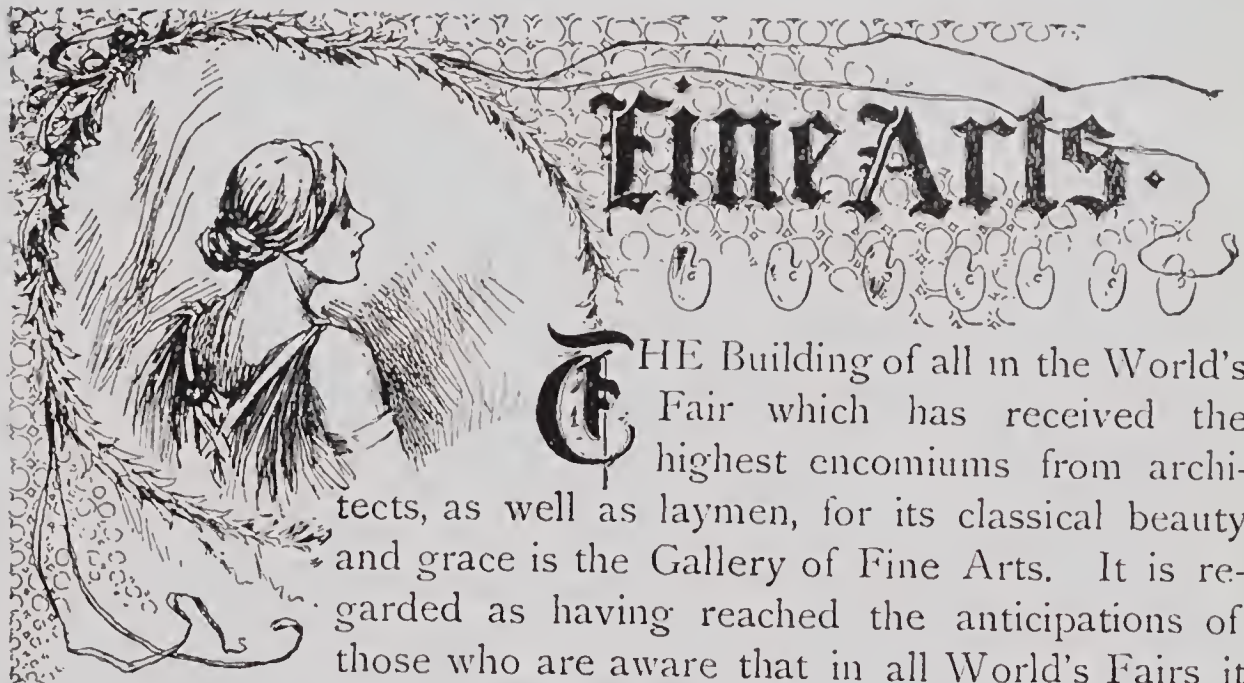 Fine Arts.
THE Building of all in the World's
Fair which has received the
highest encomiums from archi-
tects, as well as laymen, for its classical beauty
and grace is the Gallery of Fine Arts. It is re-
garded as having reached the anticipations of
those who are aware that in all World's Fairs it